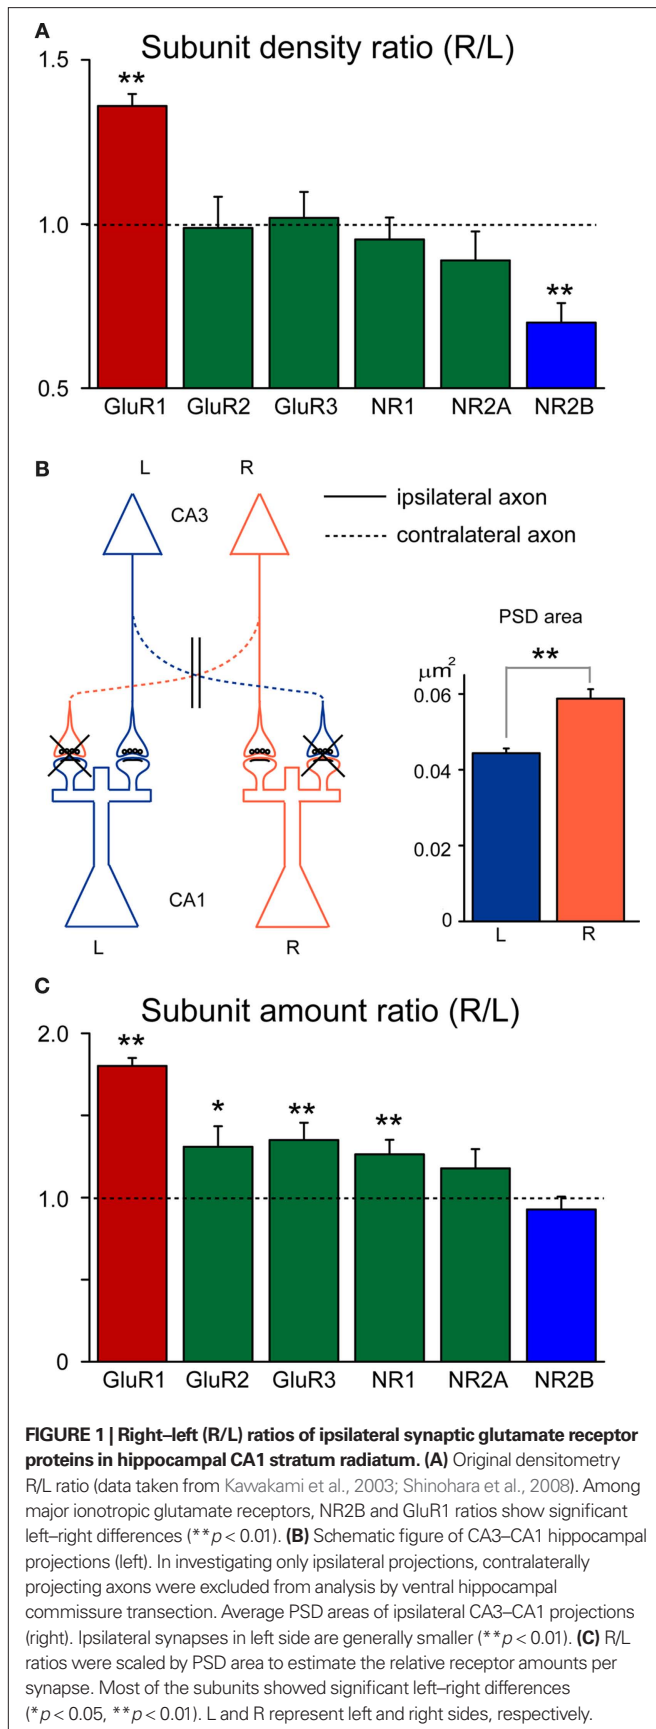 A
Subunit density ratio (R/L)
1.5
**
1.0
**
0.5
GluR1 GluR2 GluR3 NR1 NR2A NR2B
B
L R
CA3
ipsilateral axon
contralateral axon
PSD area
μm²
**
0.06
0.04
0.02
0
L R
CA1
L R
C
Subunit amount ratio (R/L)
2.0
**
* ** **
1.0
0
GluR1 GluR2 GluR3 NR1 NR2A NR2B
FIGURE 1 | Right–left (R/L) ratios of ipsilateral synaptic glutamate receptor
proteins in hippocampal CA1 stratum radiatum. (A) Original densitometry
R/L ratio (data taken from Kawakami et al., 2003; Shinohara et al., 2008). Among
major ionotropic glutamate receptors, NR2B and GluR1 ratios show significant
left–right differences (**p < 0.01). (B) Schematic figure of CA3–CA1 hippocampal
projections (left). In investigating only ipsilateral projections, contralaterally
projecting axons were excluded from analysis by ventral hippocampal
commissure transection. Average PSD areas of ipsilateral CA3–CA1 projections
(right). Ipsilateral synapses in left side are generally smaller (**p < 0.01). (C) R/L
ratios were scaled by PSD area to estimate the relative receptor amounts per
synapse. Most of the subunits showed significant left–right differences
(*p < 0.05, **p < 0.01). L and R represent left and right sides, respectively.